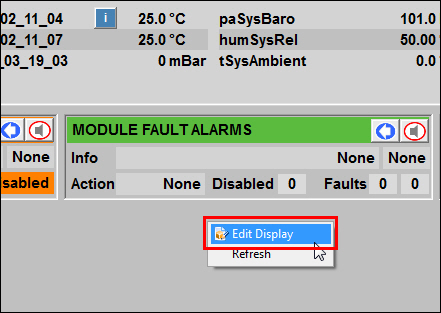 02_11_04 i 25.0 °C paSysBaro 101.0
02_11_07 25.0 °C humSysRel 50.00
_03_19_03 0 mBar tSysAmbient 0.0
MODULE FAULT ALARMS
None Info None None
sabled Action None Disabled 0 Faults 0 0
Edit Display
Refresh